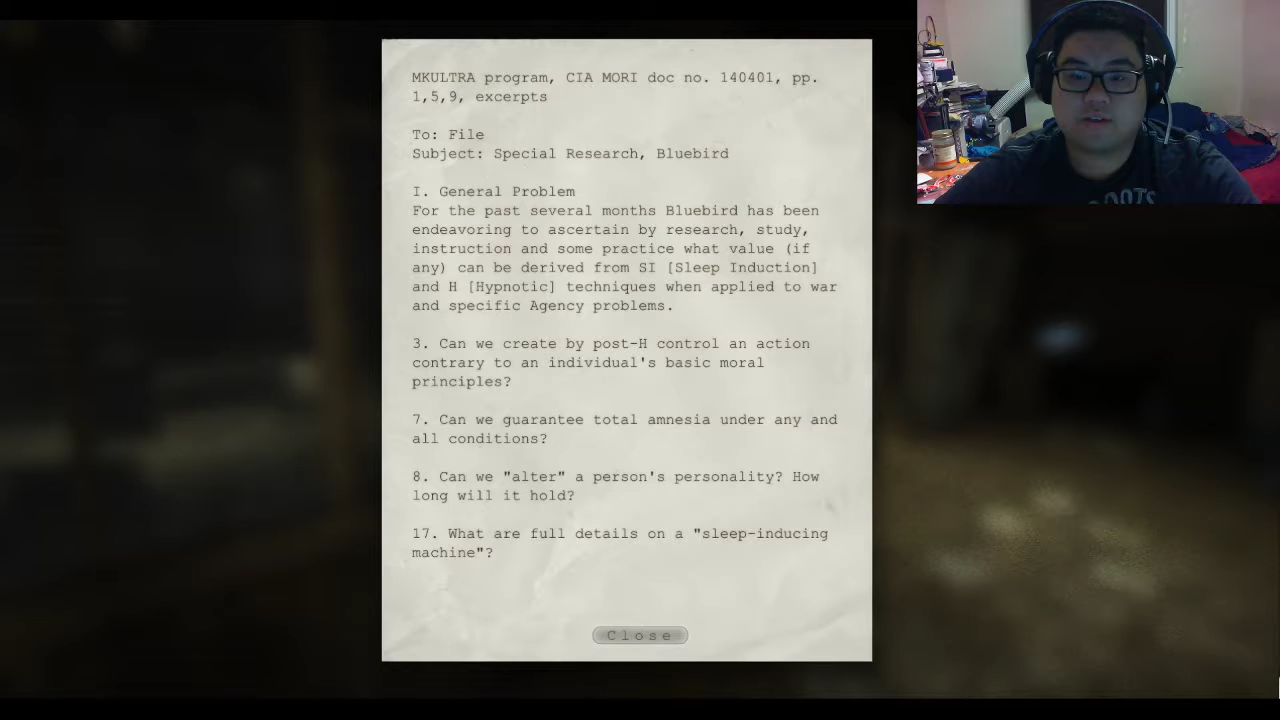 MKULTRA program, CIA MORI doc no. 140401, pp.
1,5,9, excerpts
To: File
Subject: Special Research, Bluebird
I. General Problem
For the past several months Bluebird has been
endeavoring to ascertain by research, study,
instruction and some practice what value (if
any) can be derived from SI [Sleep Induction]
and H [Hypnotic] techniques when applied to war
and specific Agency problems.
3. Can we create by post-H control an action
contrary to an individual's basic moral
principles?
7. Can we guarantee total amnesia under any and
all conditions?
8. Can we "alter" a person's personality? How
long will it hold?
17. What are full details on a "sleep-inducing
machine"?
Close